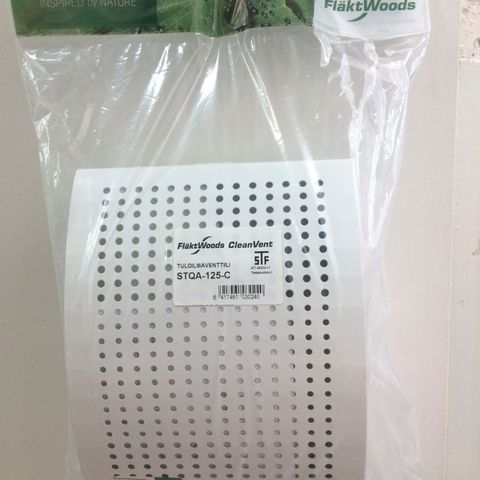 INSPIRED by NATURE
FläktWoods
FläktWoods CleanVent
TULOILMAVENTTIILI
STQA-125-C
STF
6 417461 030240